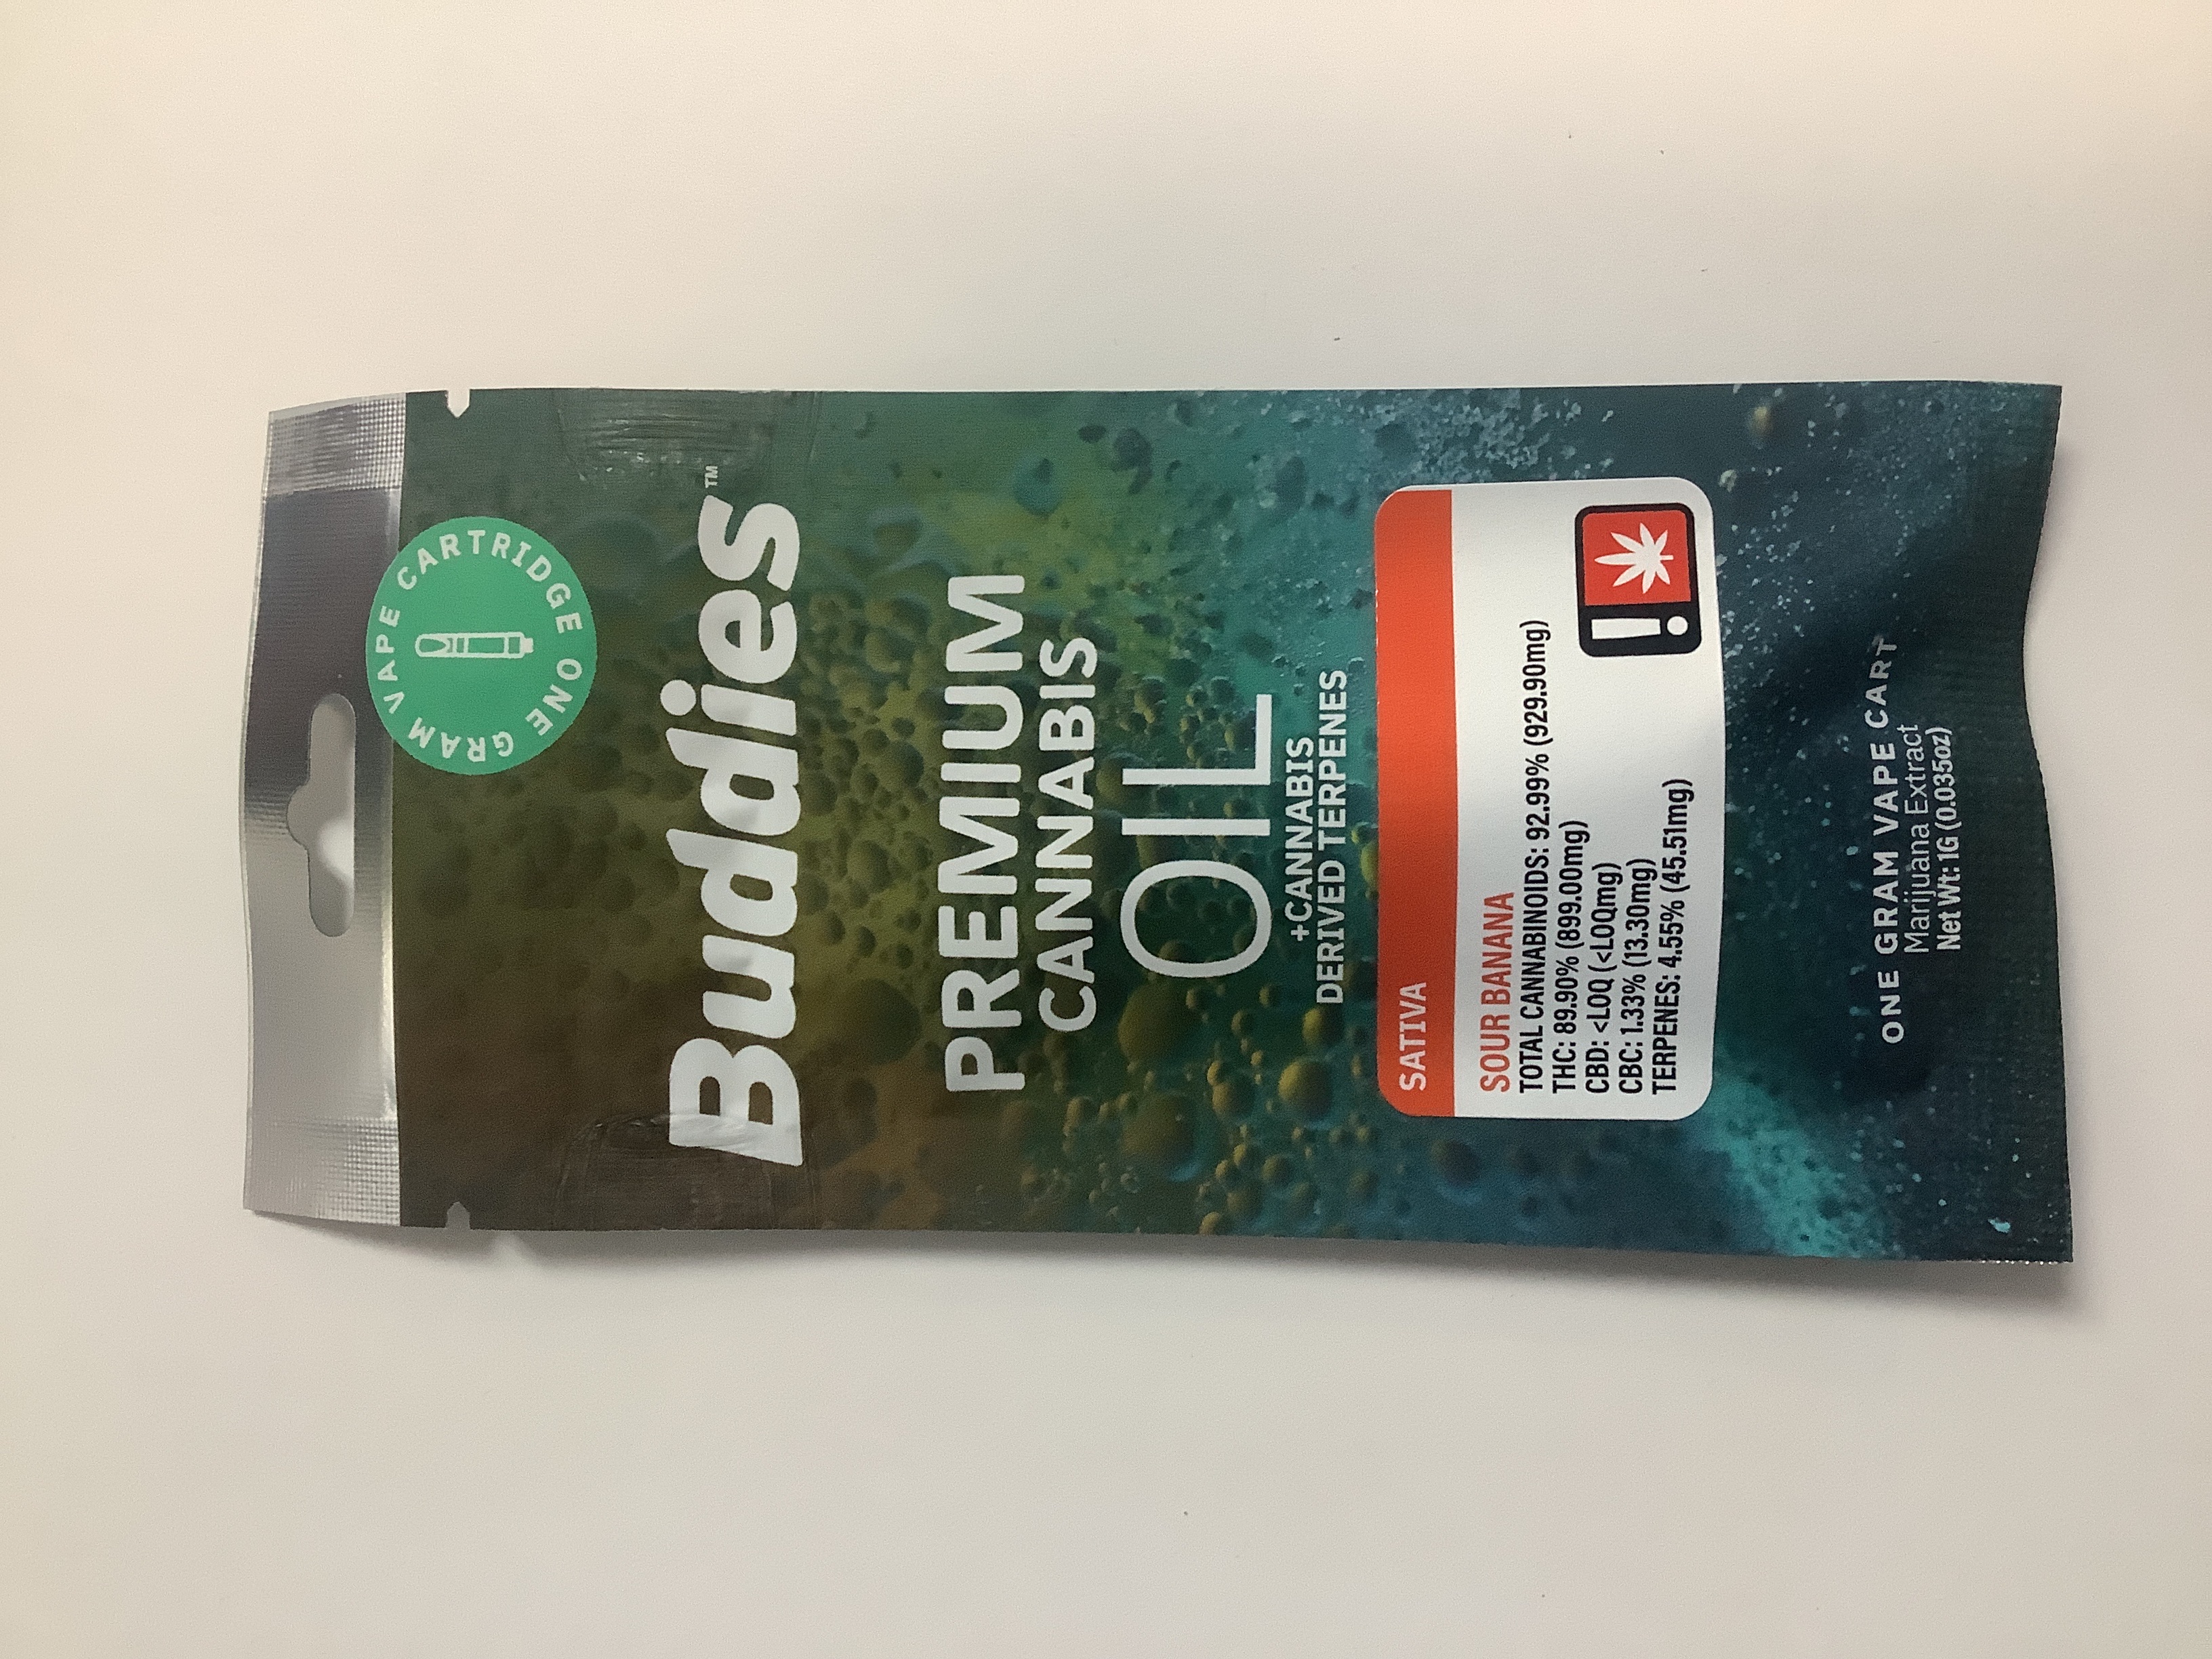 ONE GRAM VAPE CARTRIDGE
Buddies™
PREMIUM
CANNABIS
OIL
+CANNABIS
DERIVED TERPENES
SATIVA
SOUR BANANA
TOTAL CANNABINOIDS: 92.99% (929.90mg)
THC: 89.90% (899.00mg)
CBD: <LOQ (<LOQmg)
CBC: 1.33% (13.30mg)
TERPENES: 4.55% (45.51mg)
!
ONE GRAM VAPE CART
Marijuana Extract
Net Wt: 1G (0.035oz)